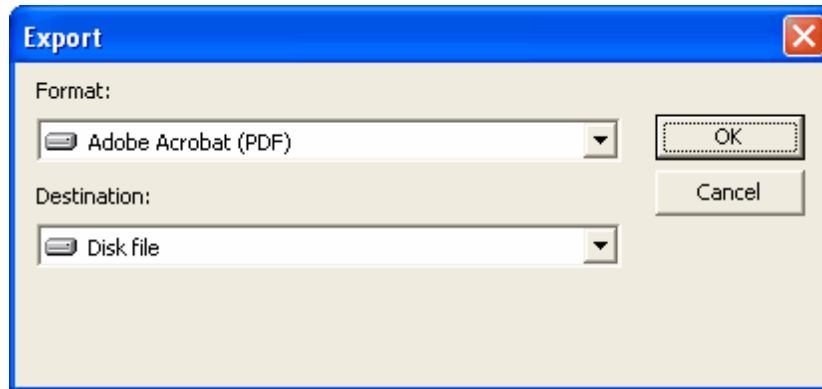 Export
Format:
Adobe Acrobat (PDF)
OK
Destination:
Cancel
Disk file